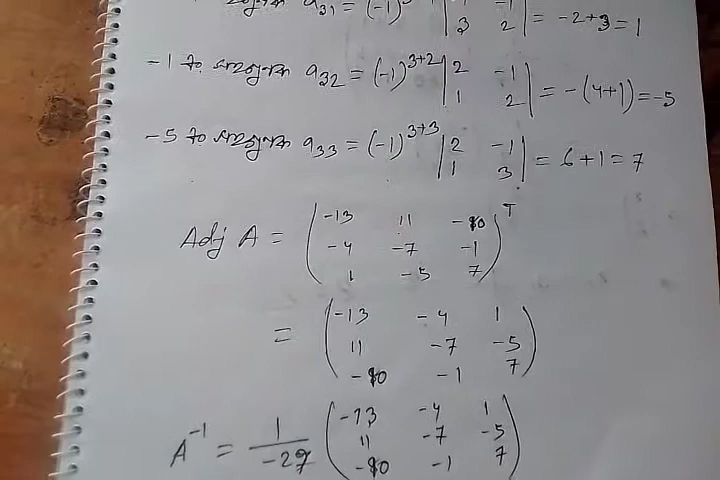 a₃₁ = (-1)³ | -1 3 2 | = -2+3 = 1
-1 a₃₂ = (-1)³⁺² | 2 -1 1 2 | = -(4+1) = -5
-5 a₃₃ = (-1)³⁺³ | 2 -1 1 3 | = 6+1 = 7
Adj A = ( -13 11 -10 -4 -7 -1 1 -5 7 )ᵀ
= ( -13 -4 1 11 -7 -5 -10 -1 7 )
A⁻¹ = 1/-27 ( -13 -4 1 11 -7 -5 -10 -1 7 )